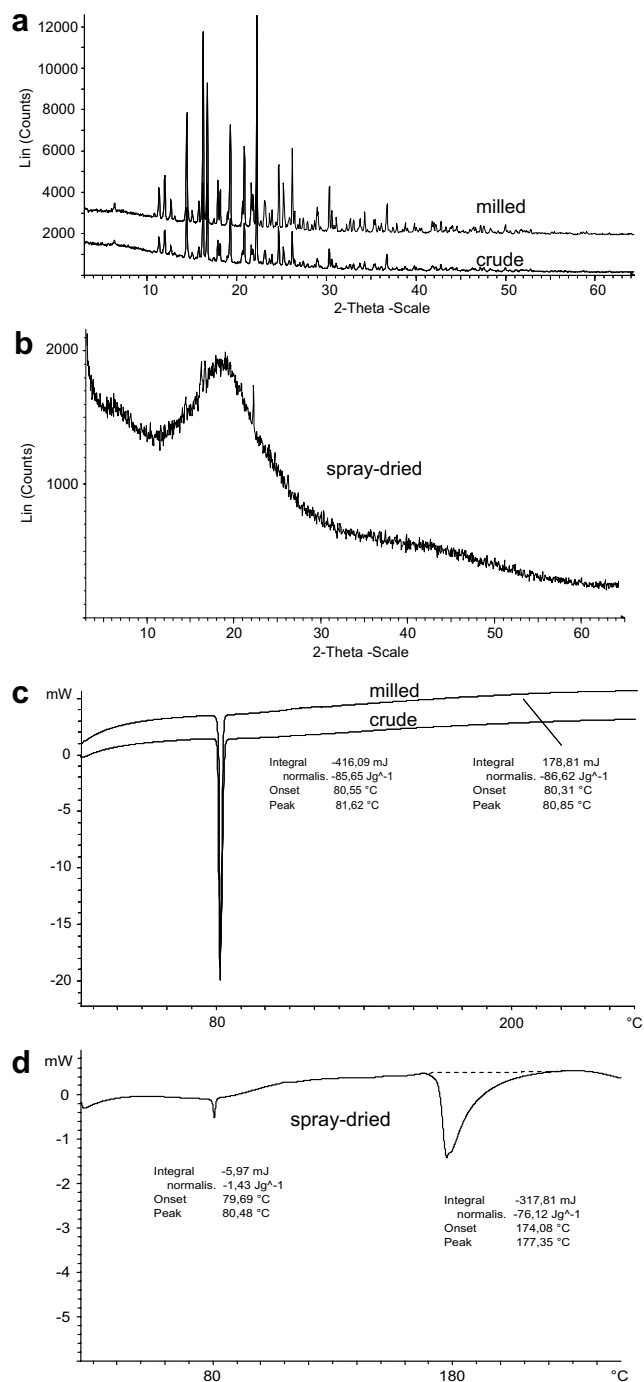 a
12000
10000
8000
6000
4000
2000
Lin (Counts)
milled
crude
10 20 30 40 50 60
2-Theta -Scale
b
2000
1000
Lin (Counts)
spray-dried
10 20 30 40 50 60
2-Theta -Scale
c
mW
0
-5
-10
-15
-20
milled
crude
Integral -416,09 mJ
normalis. -85,65 Jg^-1
Onset 80,55 °C
Peak 81,62 °C
Integral 178,81 mJ
normalis. -86,62 Jg^-1
Onset 80,31 °C
Peak 80,85 °C
80 200 °C
d
mW
0
-1
-2
-3
-4
-5
spray-dried
Integral -5,97 mJ
normalis. -1,43 Jg^-1
Onset 79,69 °C
Peak 80,48 °C
Integral -317,81 mJ
normalis. -76,12 Jg^-1
Onset 174,08 °C
Peak 177,35 °C
80 180 °C